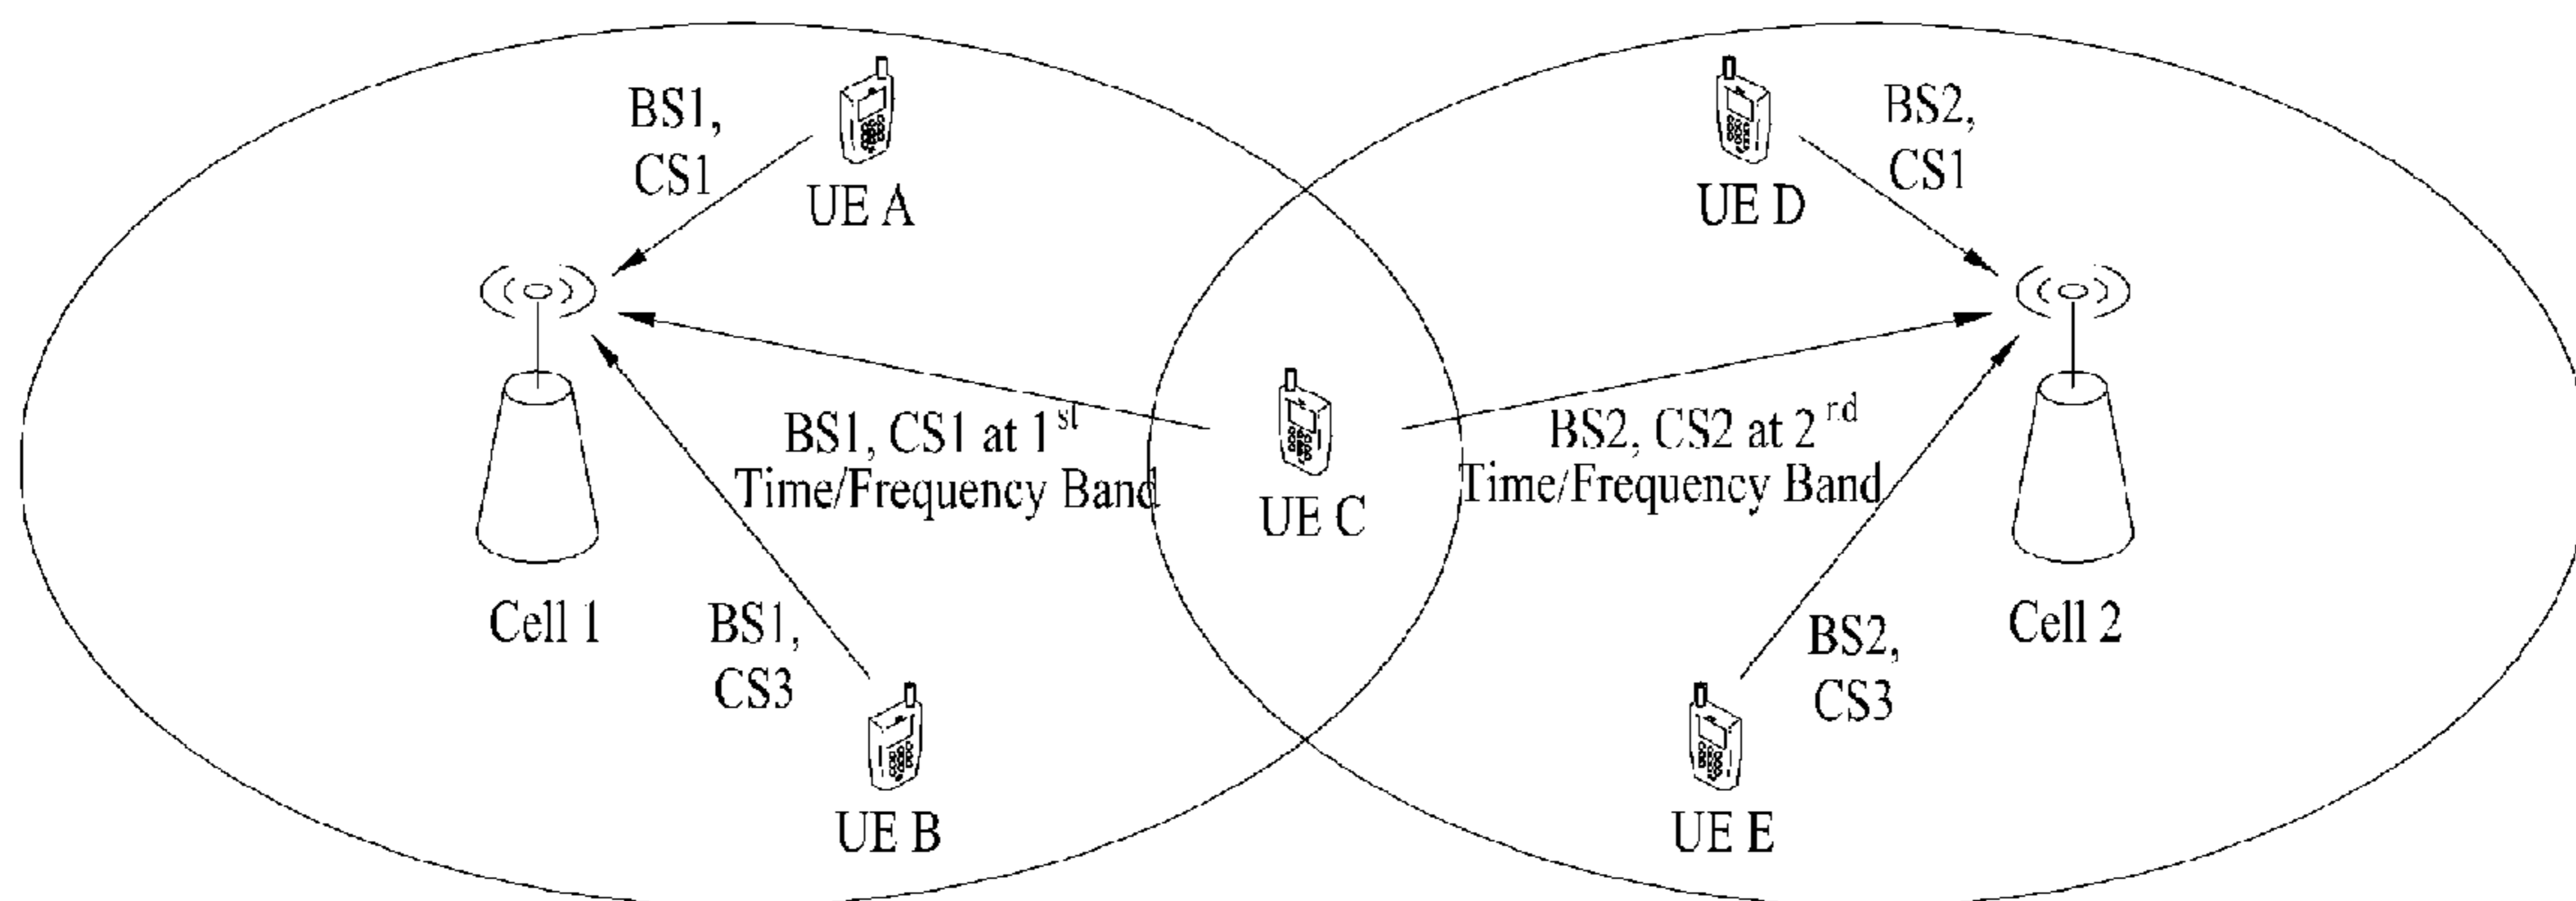 BS1,
CS1
UE A
UE D
BS2,
CS1
BS1, CS1 at 1st
Time/Frequency Band
UE C
BS2, CS2 at 2nd
Time/Frequency Band
Cell 1
BS1,
CS3
UE B
BS2,
CS3
UE E
Cell 2